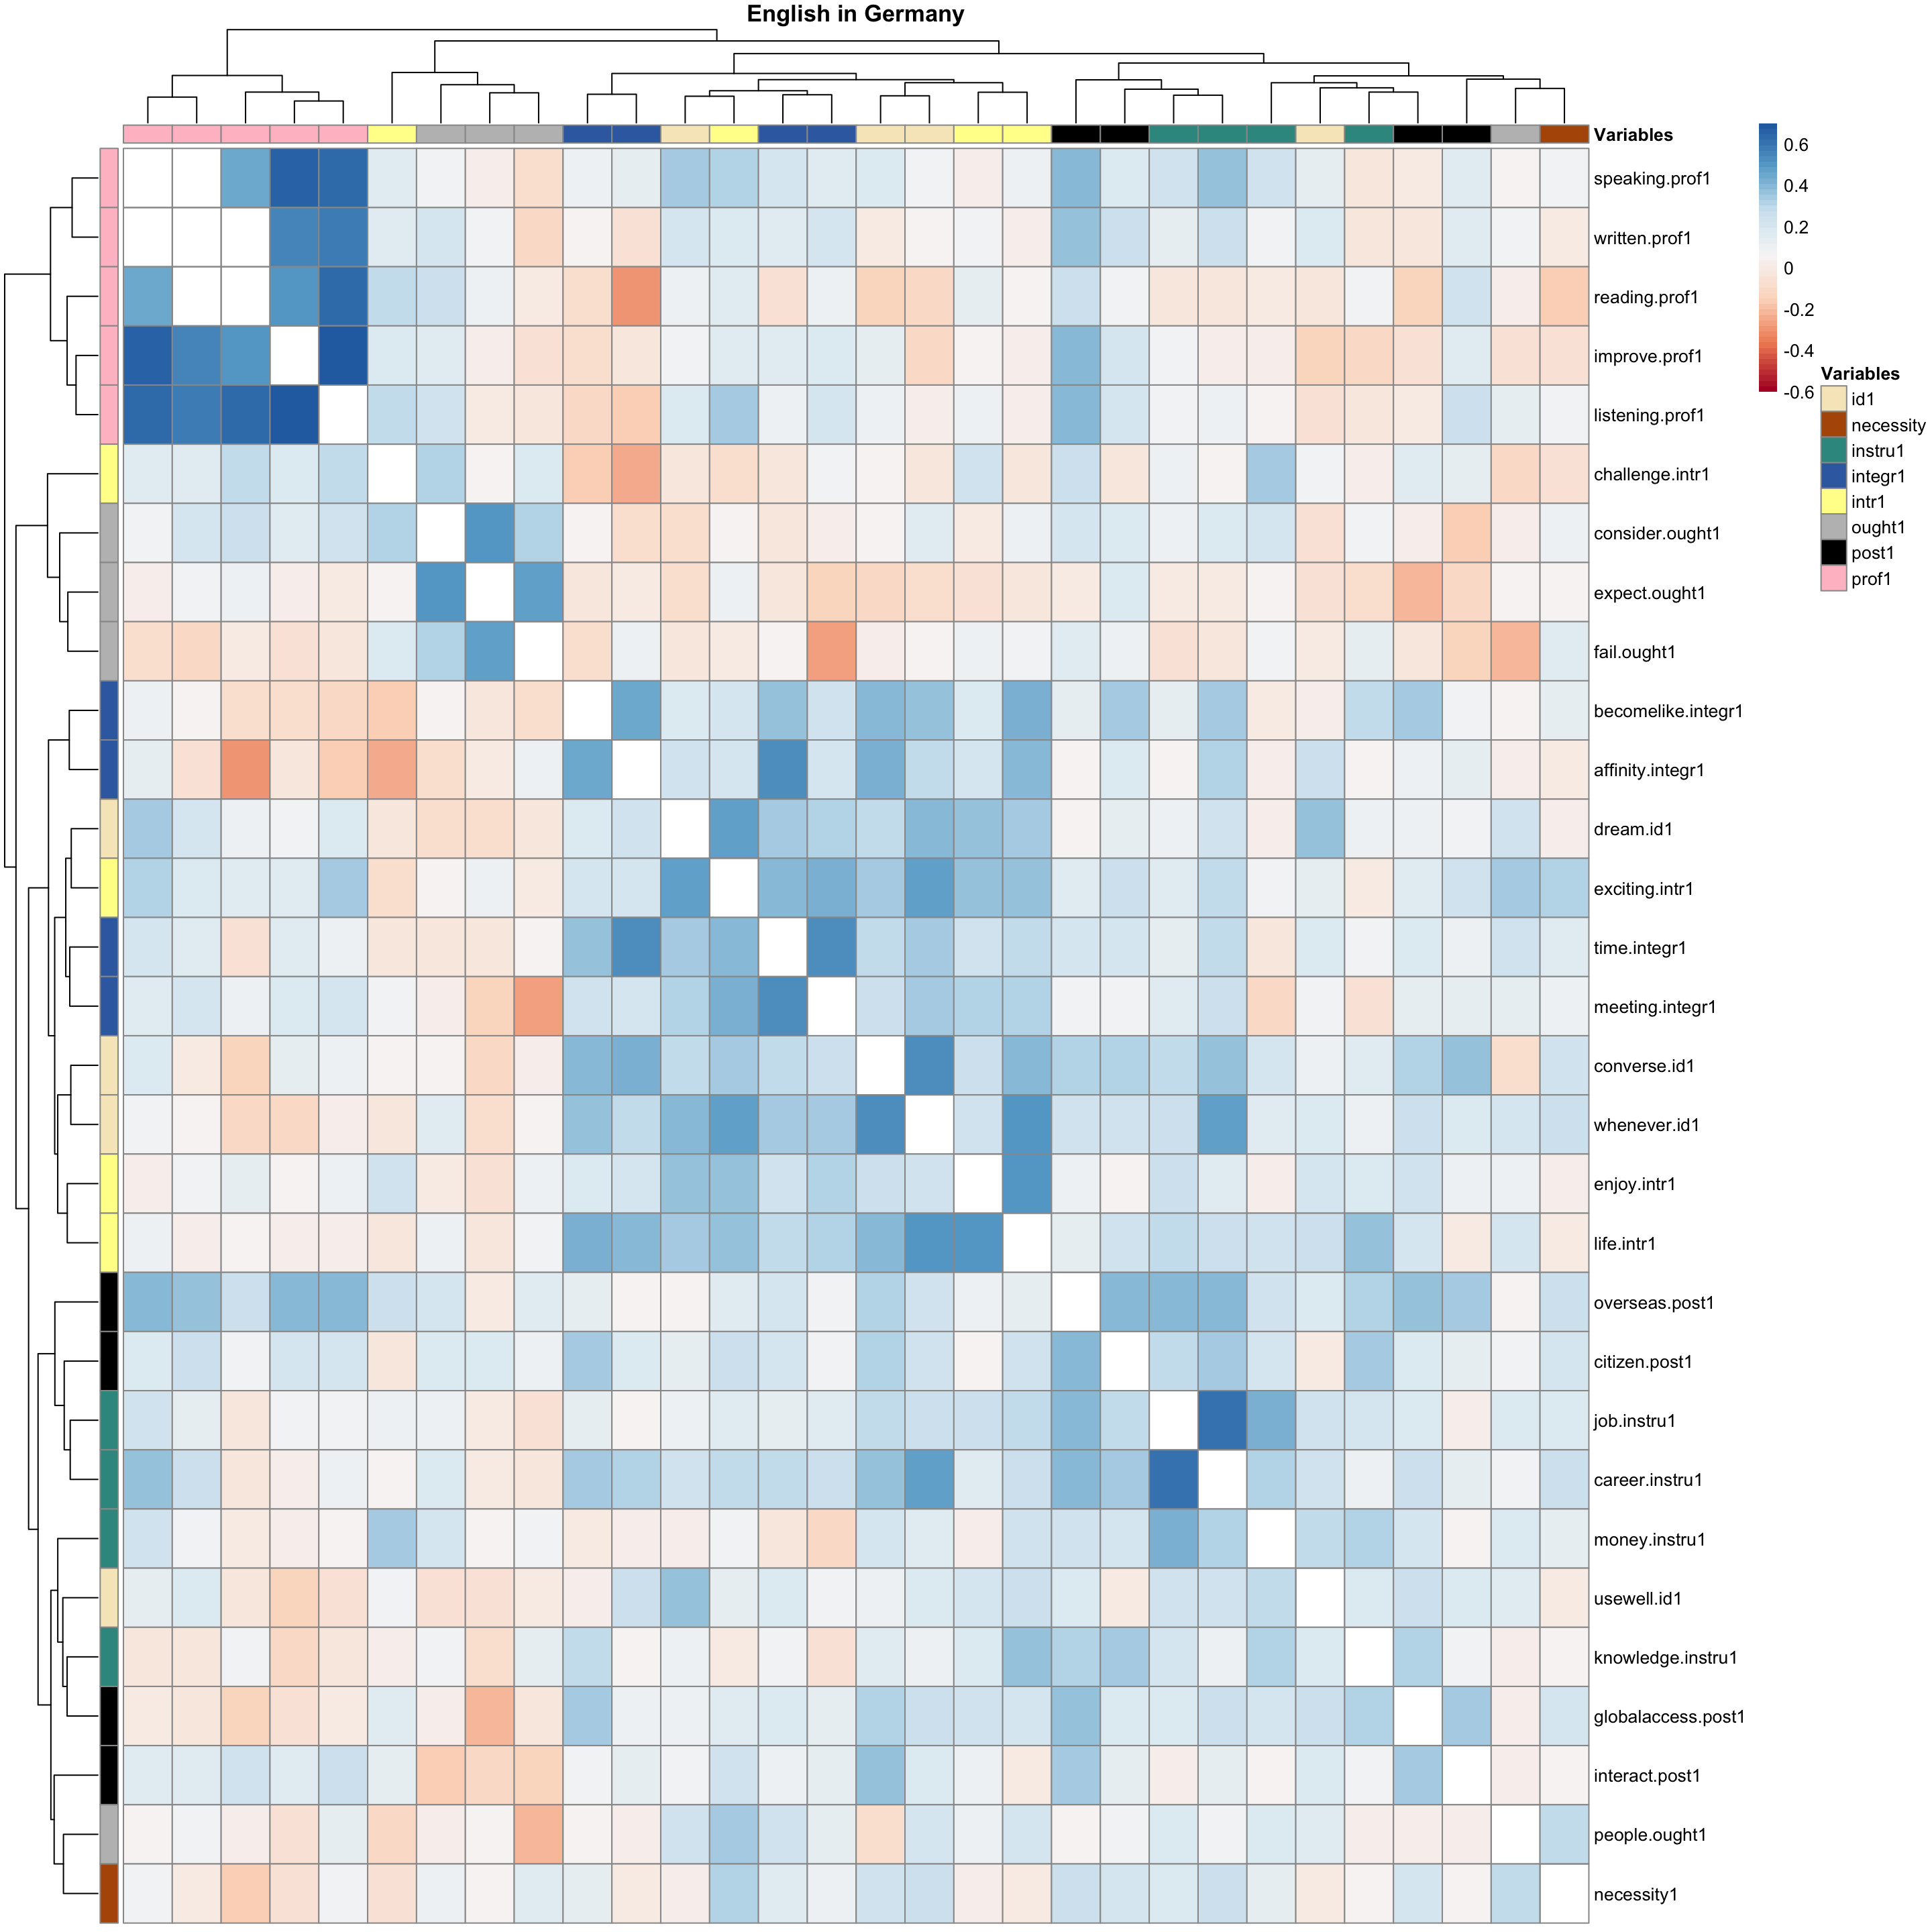 English in Germany
Variables
0.6
0.4
0.2
0
-0.2
-0.4
-0.6
Variables
id1
necessity
instru1
integr1
intr1
ought1
post1
prof1
speaking.prof1
written.prof1
reading.prof1
improve.prof1
listening.prof1
challenge.intr1
consider.ought1
expect.ought1
fail.ought1
becomelike.integr1
affinity.integr1
dream.id1
exciting.intr1
time.integr1
meeting.integr1
converse.id1
whenever.id1
enjoy.intr1
life.intr1
overseas.post1
citizen.post1
job.instru1
career.instru1
money.instru1
usewell.id1
knowledge.instru1
globalaccess.post1
interact.post1
people.ought1
necessity1